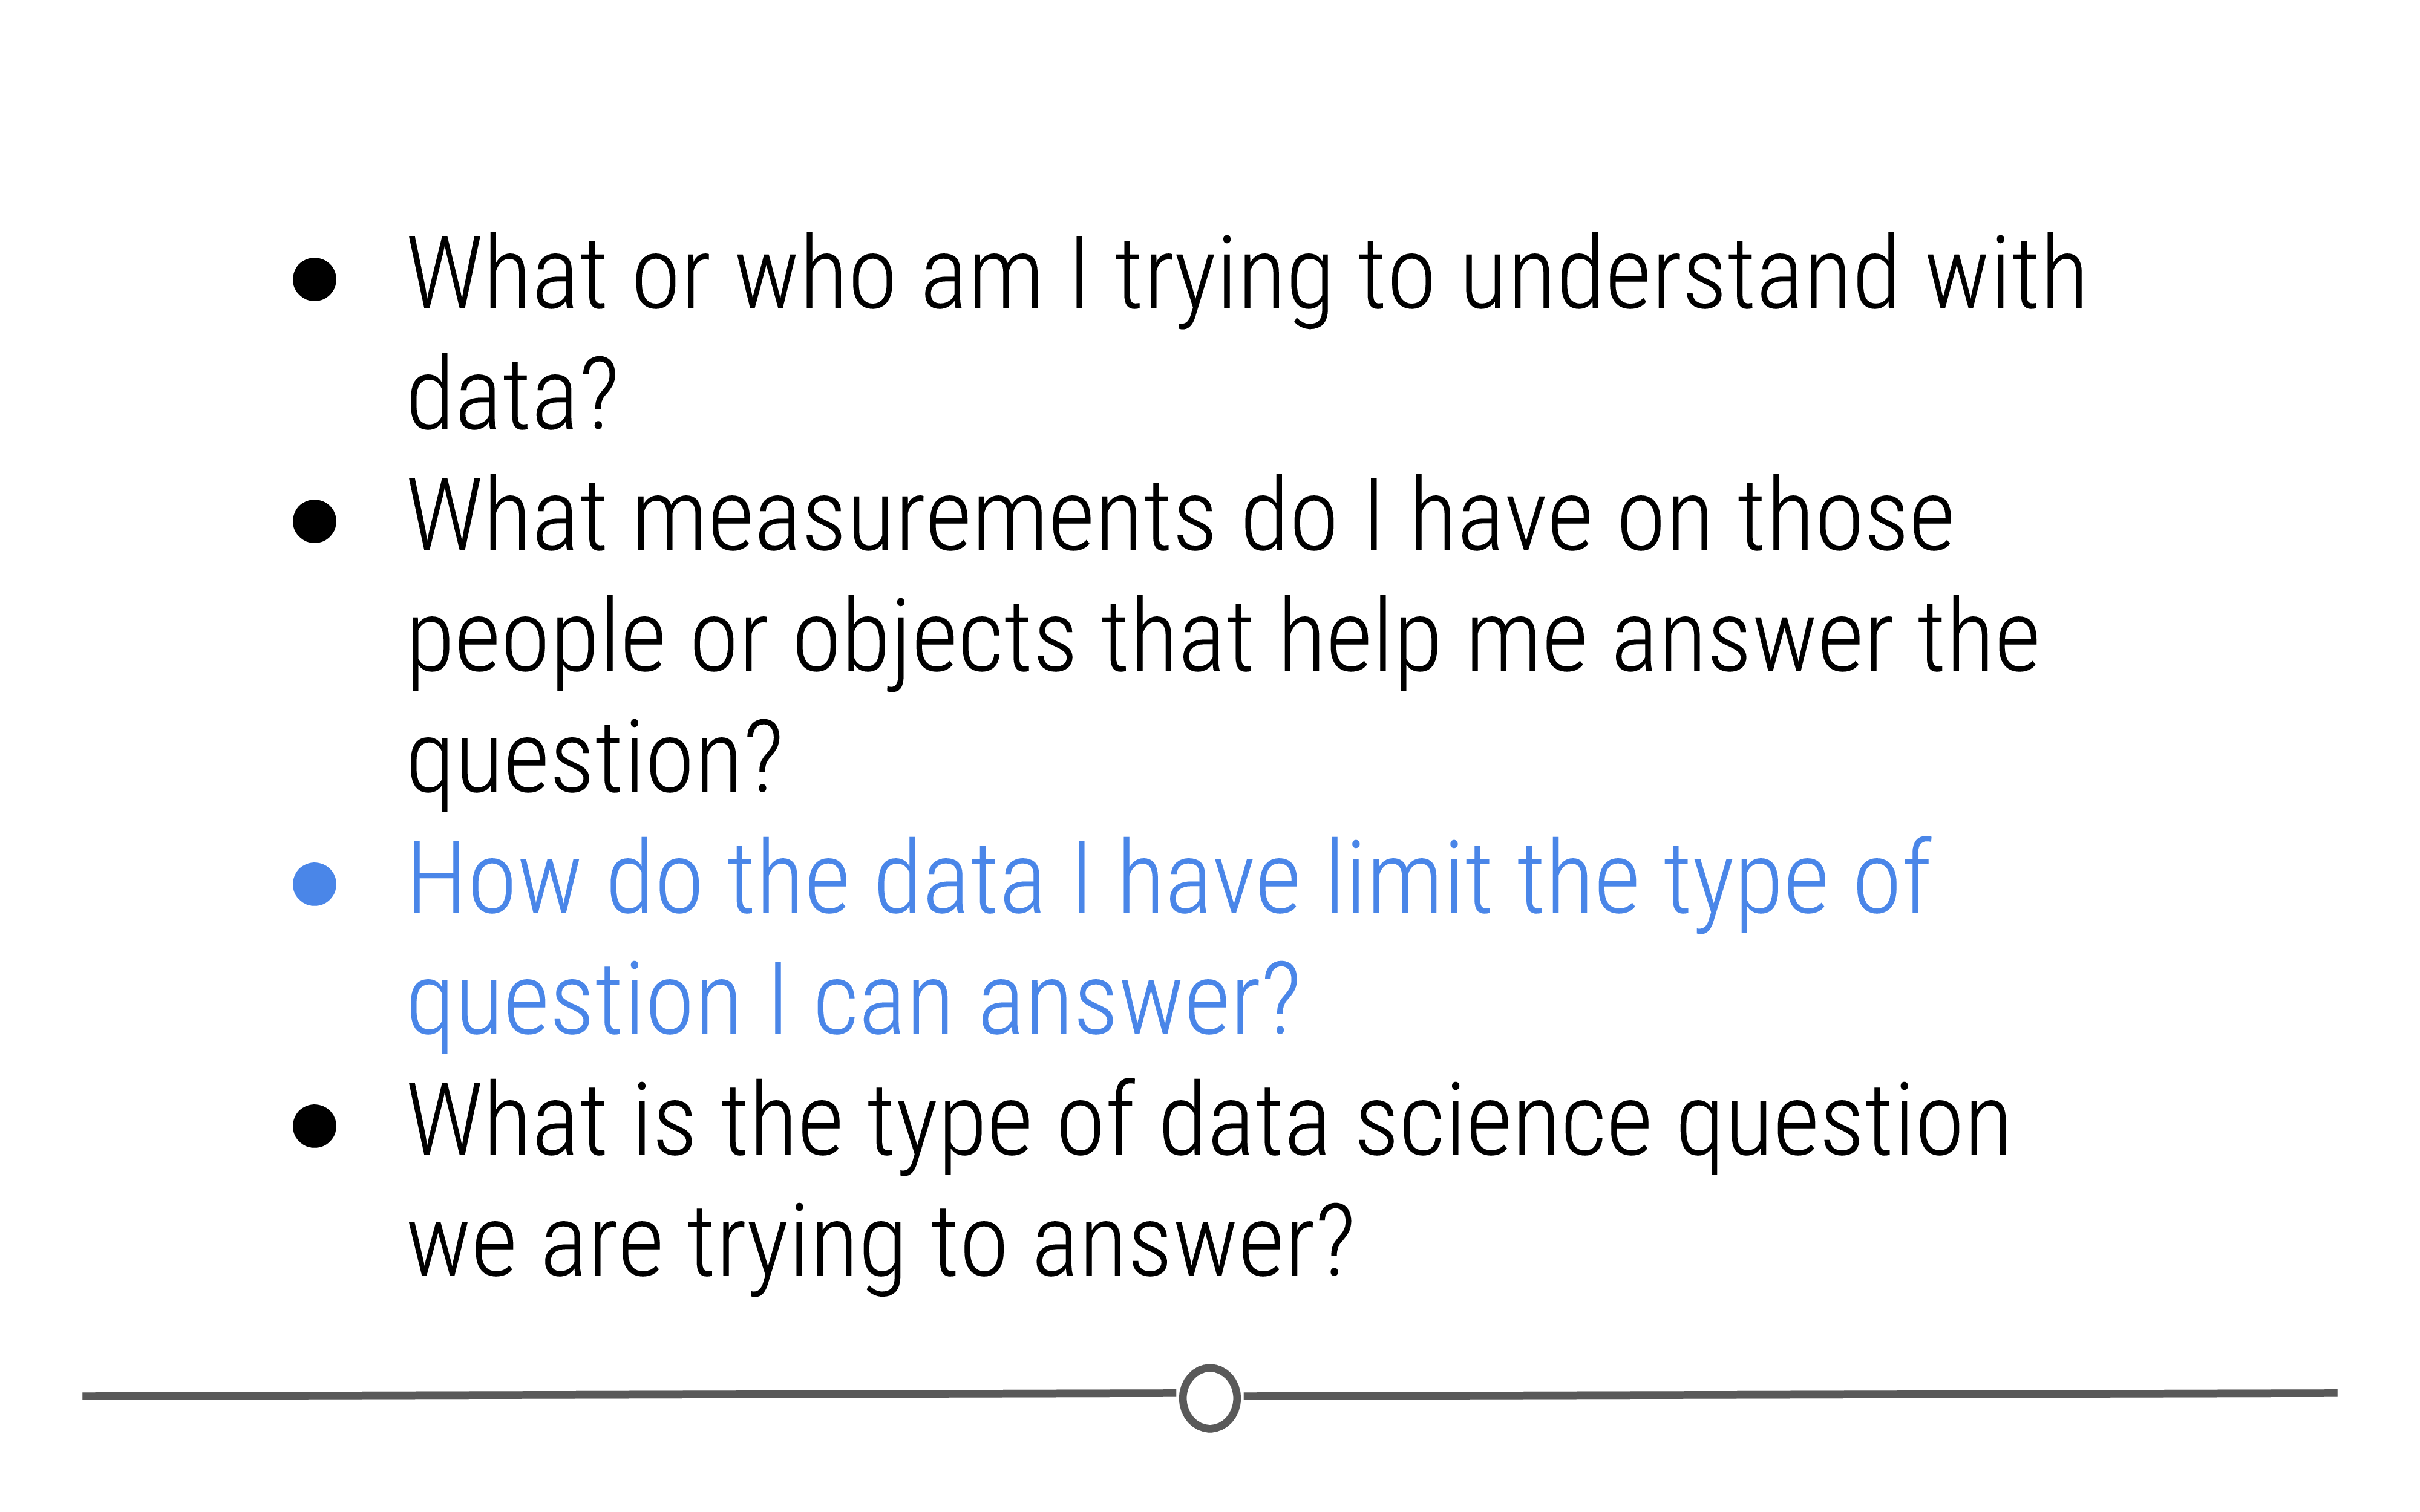 ● What or who am I trying to understand with
data?
● What measurements do I have on those
people or objects that help me answer the
question?
● How do the data I have limit the type of
question I can answer?
● What is the type of data science question
we are trying to answer?